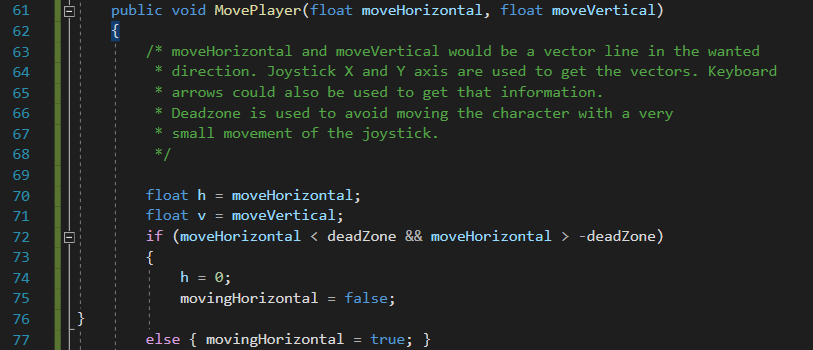 61 public void MovePlayer(float moveHorizontal, float moveVertical)
62 {
63 /* moveHorizontal and moveVertical would be a vector line in the wanted
64 * direction. Joystick X and Y axis are used to get the vectors. Keyboard
65 * arrows could also be used to get that information.
66 * Deadzone is used to avoid moving the character with a very
67 * small movement of the joystick.
68 */
69
70 float h = moveHorizontal;
71 float v = moveVertical;
72 if (moveHorizontal < deadZone && moveHorizontal > -deadZone)
73 {
74 h = 0;
75 movingHorizontal = false;
76 }
77 else { movingHorizontal = true; }